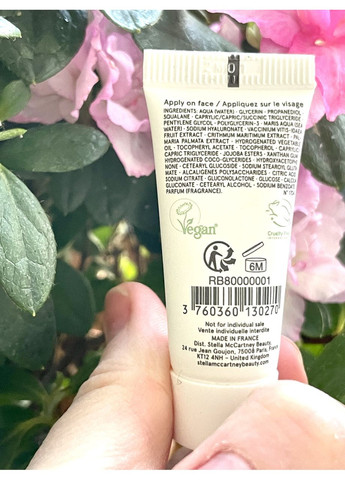 0
Apply on face / Appliquez sur le visage
INGREDIENTS: AQUA (WATER) - GLYCERIN - PROPANEDIOL
SQUALANE - CAPRYLIC/CAPRIC/SUCCINIC TRIGLYCERIDE
PENTYLENE GLYCOL - POLYGLYCERIN-3 - MARIS AQUA (SEA
WATER) - SODIUM HYALURONATE - VACCINIUM VITIS-IDAEA
FRUIT EXTRACT - CRITHMUM MARITIMUM EXTRACT -
MARIA PALMATA EXTRACT - HYDROGENATED VEGETABLE
OIL - TOCOPHERYL ACETATE - TOCOPHEROL - CAPRYLIC/
CAPRIC TRIGLYCERIDE - JOJOBA ESTERS - XANTHAN GUM
HYDROGENATED COCO-GLYCERIDES - HYDROXYACETOPHE
NONE - CETEARYL GLUCOSIDE - SODIUM STEAROYL GLUTA
MATE - ALCALIGENES POLYSACCHARIDES - CITRIC ACID
SODIUM CITRATE - GLUCONOLACTONE - GLUCOSE - CALCIUM
GLUCONATE - CETEARYL ALCOHOL - SODIUM BENZOATE
PARFUM (FRAGRANCE).
Vegan
Cruelty
6M
RB80000001
3 760360 130270
Not for individual sale
Vente individuelle interdite
MADE IN FRANCE
Dist. Stella McCartney Beauty,
24 rue Jean Goujon, 75008 Paris - France
KT12 4NH - United Kingdom
stellamccartneybeauty.com